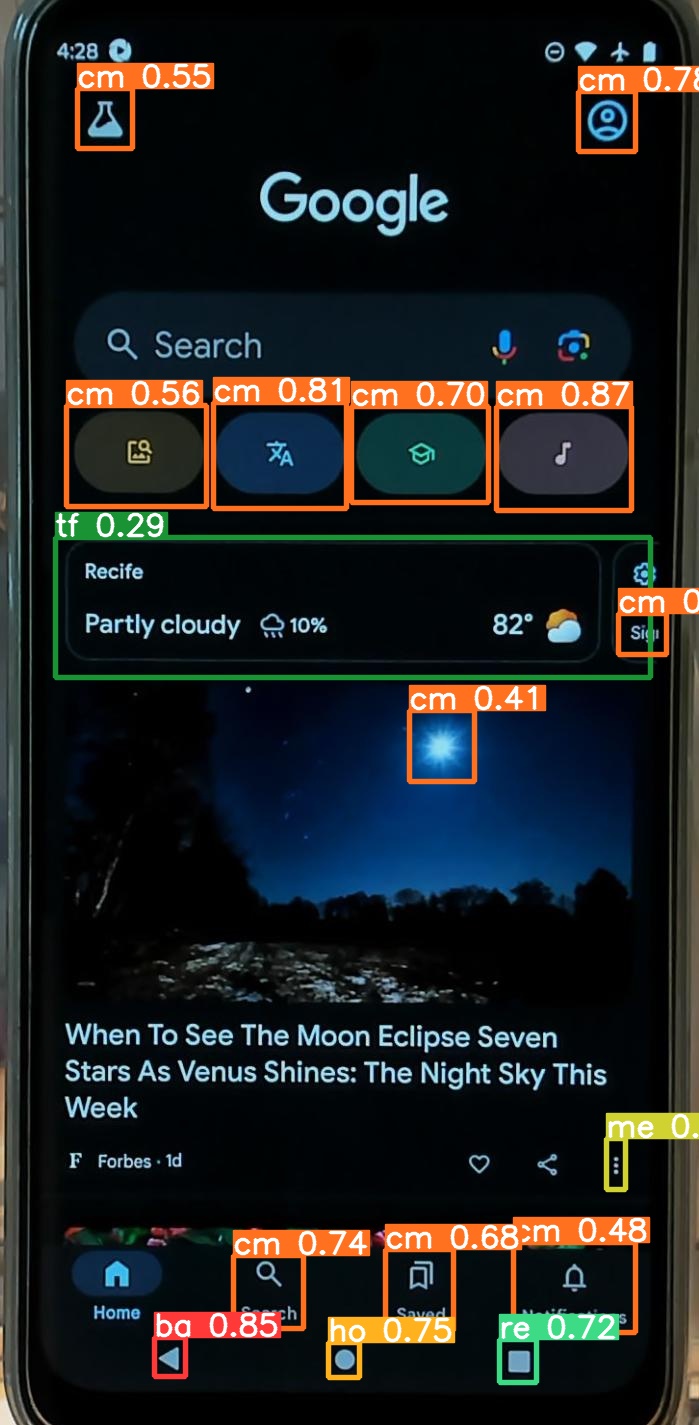 4:28
cm 0.55
cm 0.78
Google
Search
cm 0.56
cm 0.81
cm 0.70
cm 0.87
tf 0.29
Recife
Partly cloudy 10% 82°
cm 0
cm 0.41
When To See The Moon Eclipse Seven
Stars As Venus Shines: The Night Sky This
Week
F Forbes · 1d
me 0.
cm 0.74
cm 0.68
cm 0.48
Home Search Saved Notifications
ba 0.85
ho 0.75
re 0.72